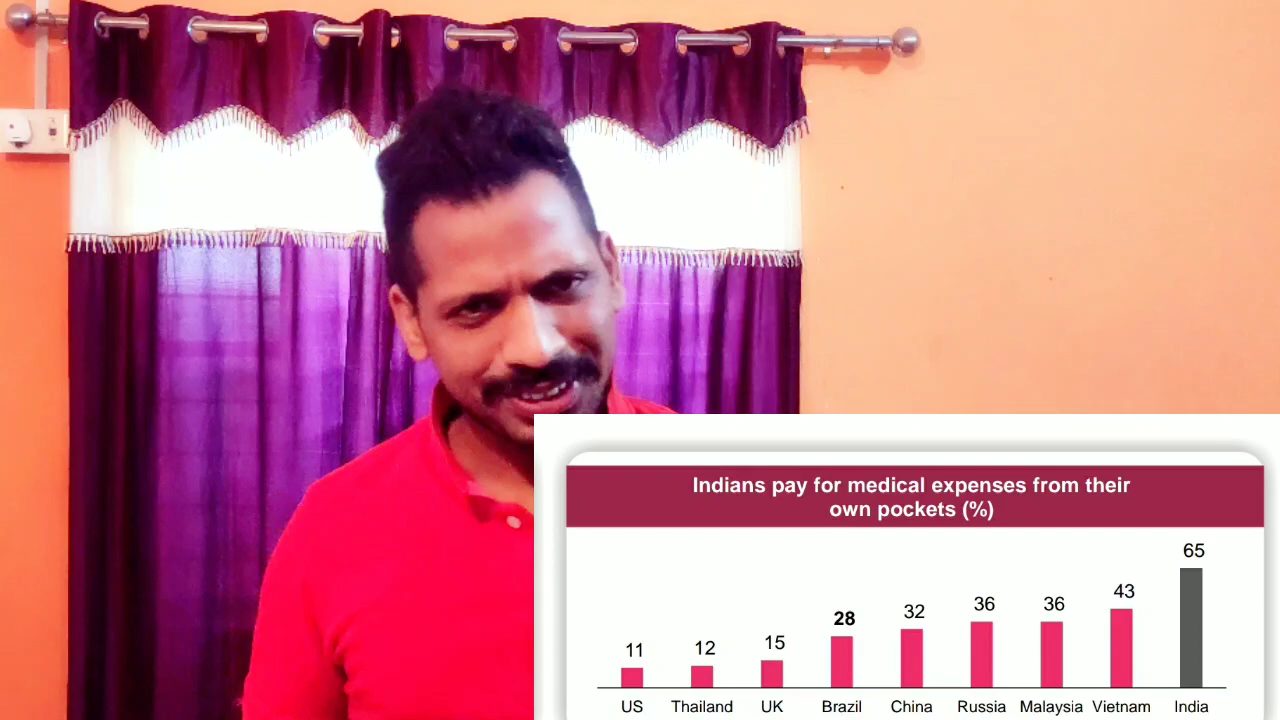 Indians pay for medical expenses from their
own pockets (%)
11 12 15 28 32 36 36 43 65
US Thailand UK Brazil China Russia Malaysia Vietnam India